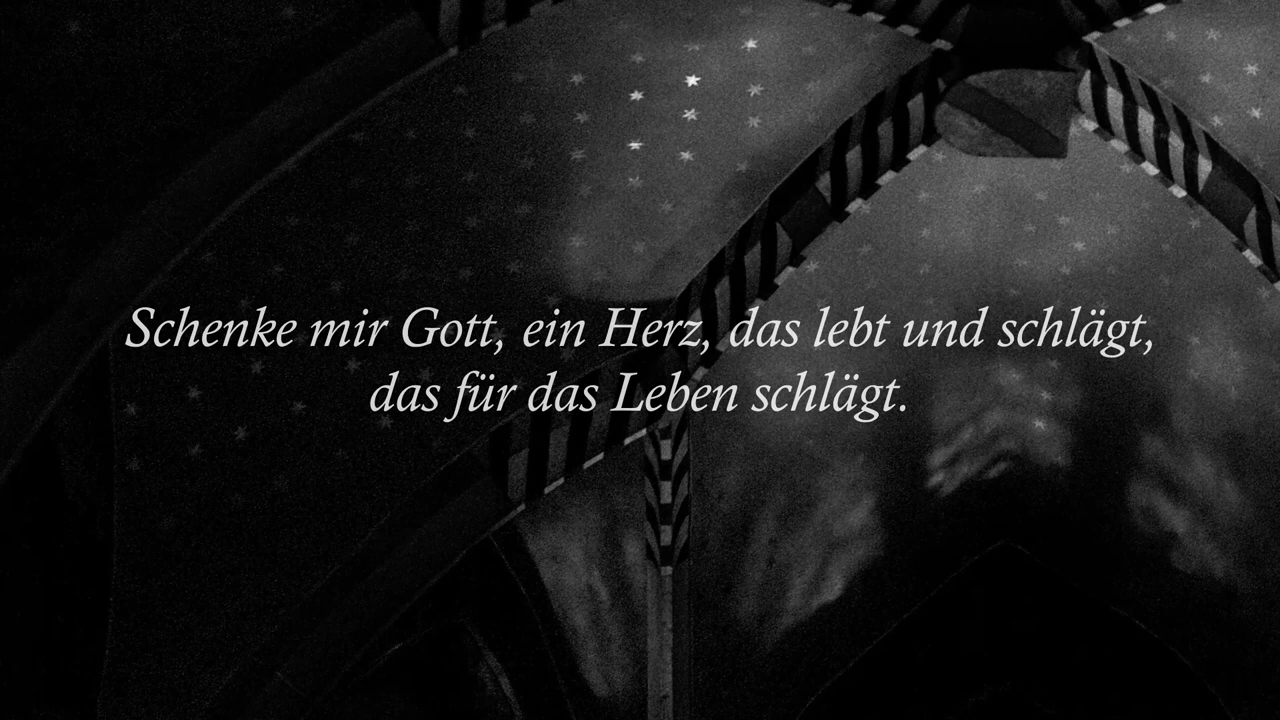 Schenke mir Gott, ein Herz, das lebt und schlägt,
das für das Leben schlägt.